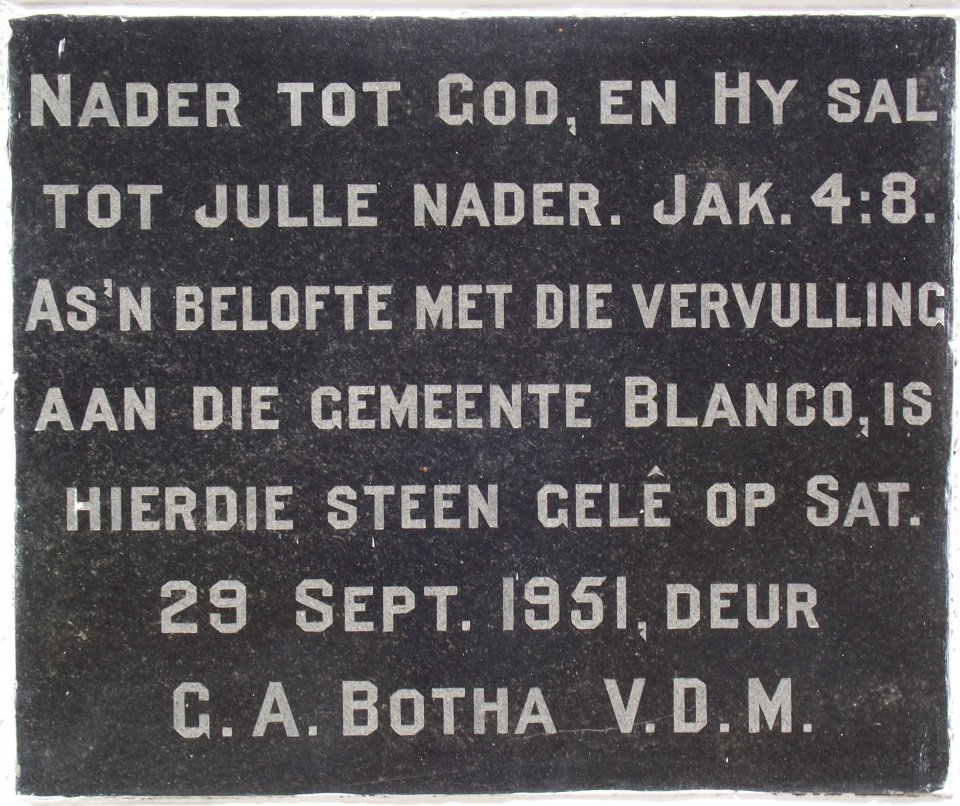 Nader tot God, en Hy sal
tot julle nader. Jak. 4:8.
As 'n belofte met die vervulling
aan die gemeente Blanco, is
hierdie steen gelê op Sat.
29 Sept. 1951, deur
G. A. Botha V.D.M.